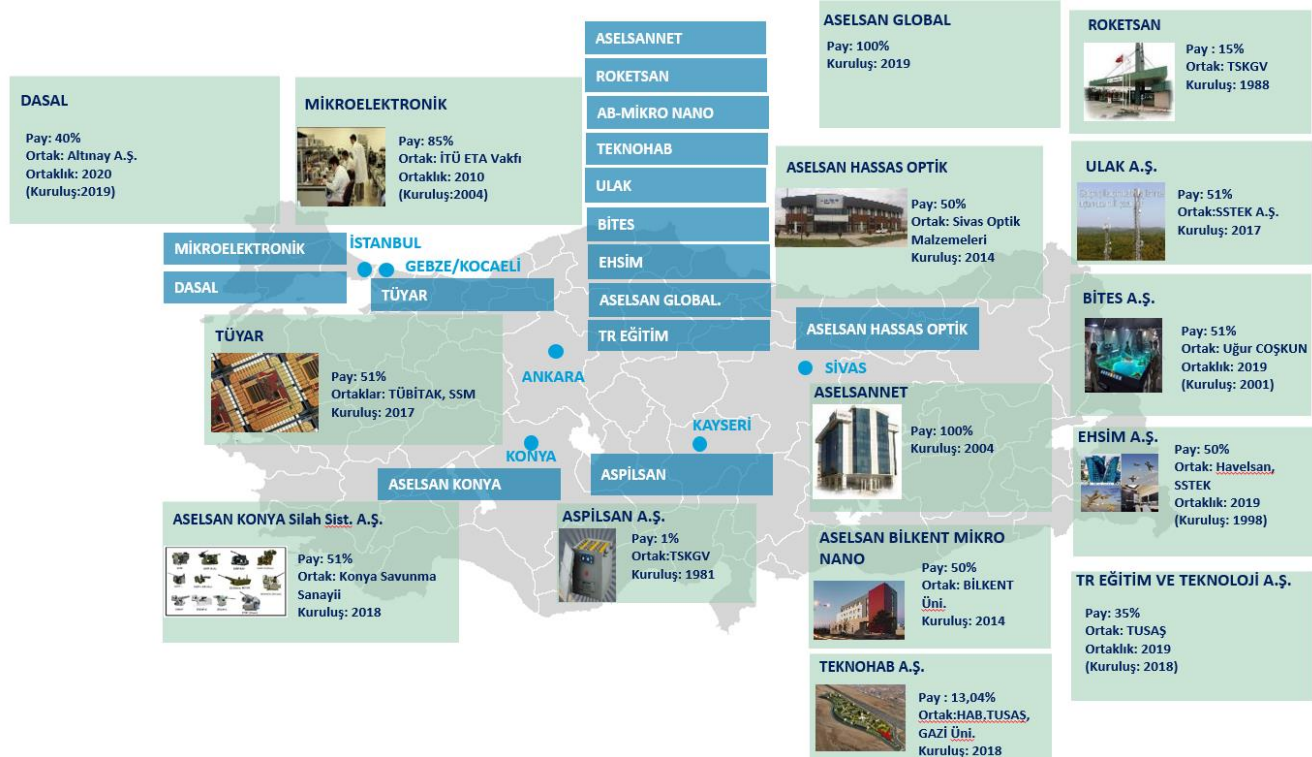 DASAL
Pay: 40%
Ortak: Altınay A.Ş.
Ortaklık: 2020
(Kuruluş:2019)
MİKROELEKTRONİK
Pay: 85%
Ortak: İTÜ ETA Vakfı
Ortaklık: 2010
(Kuruluş:2004)
ASELSANNET
ROKETSAN
AB-MİKRO NANO
TEKNOHAB
ULAK
BİTES
EHSİM
ASELSAN GLOBAL.
TR EĞİTİM
ASELSAN GLOBAL
Pay: 100%
Kuruluş: 2019
ROKETSAN
Pay : 15%
Ortak: TSKGV
Kuruluş: 1988
ASELSAN HASSAS OPTİK
Pay: 50%
Ortak: Sivas Optik
Malzemeleri
Kuruluş: 2014
ULAK A.Ş.
Pay: 51%
Ortak:SSTEK A.Ş.
Kuruluş: 2017
MİKROELEKTRONİK
DASAL
İSTANBUL
GEBZE/KOCAELİ
TÜYAR
TÜYAR
Pay: 51%
Ortaklar: TÜBİTAK, SSM
Kuruluş: 2017
ANKARA
ASELSAN HASSAS OPTİK
SİVAS
BİTES A.Ş.
Pay: 51%
Ortak: Uğur COŞKUN
Ortaklık: 2019
(Kuruluş: 2001)
ASELSANNET
Pay: 100%
Kuruluş: 2004
KONYA
ASELSAN KONYA
KAYSERİ
ASPİLSAN
EHSİM A.Ş.
Pay: 50%
Ortak: Havelsan,
SSTEK
Ortaklık: 2019
(Kuruluş: 1998)
ASELSAN KONYA Silah Sist. A.Ş.
Pay: 51%
Ortak: Konya Savunma
Sanayii
Kuruluş: 2018
ASPİLSAN A.Ş.
Pay: 1%
Ortak:TSKGV
Kuruluş: 1981
ASELSAN BİLKENT MİKRO
NANO
Pay: 50%
Ortak: BİLKENT
Üni.
Kuruluş: 2014
TR EĞİTİM VE TEKNOLOJİ A.Ş.
Pay: 35%
Ortak: TUSAŞ
Ortaklık: 2019
(Kuruluş: 2018)
TEKNOHAB A.Ş.
Pay : 13,04%
Ortak:HAB,TUSAŞ,
GAZİ Üni.
Kuruluş: 2018